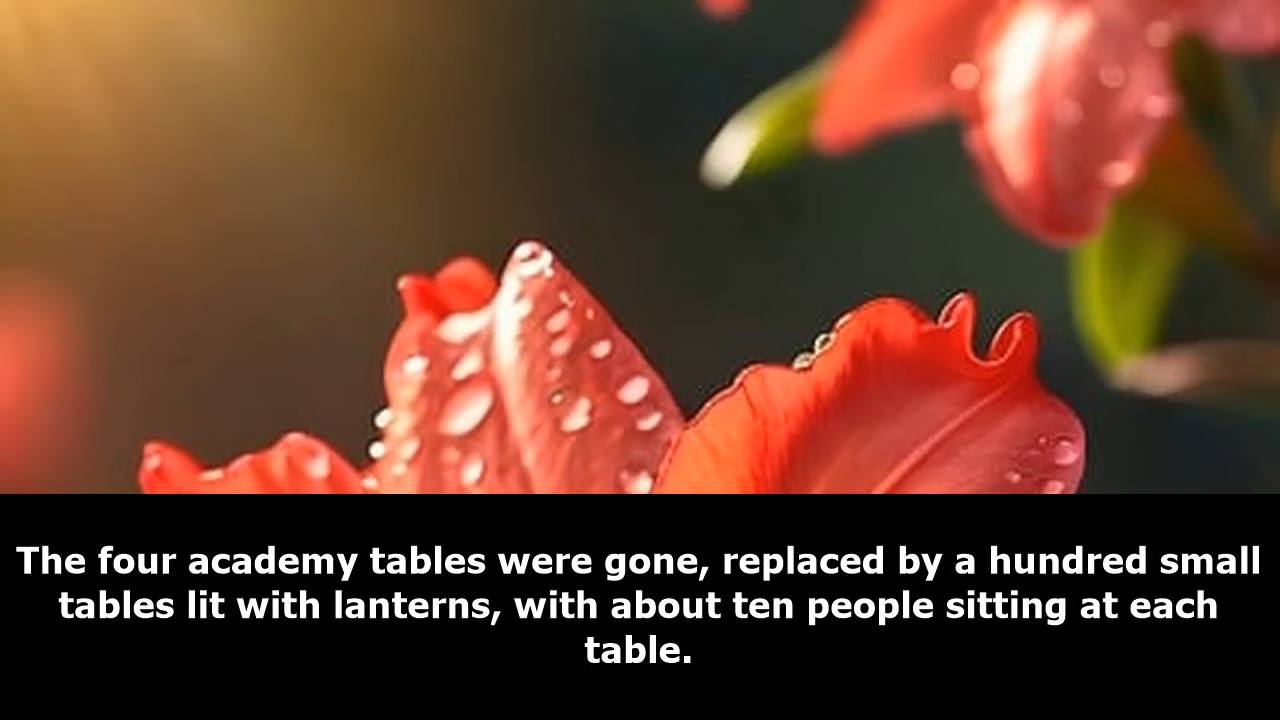 The four academy tables were gone, replaced by a hundred small
tables lit with lanterns, with about ten people sitting at each
table.